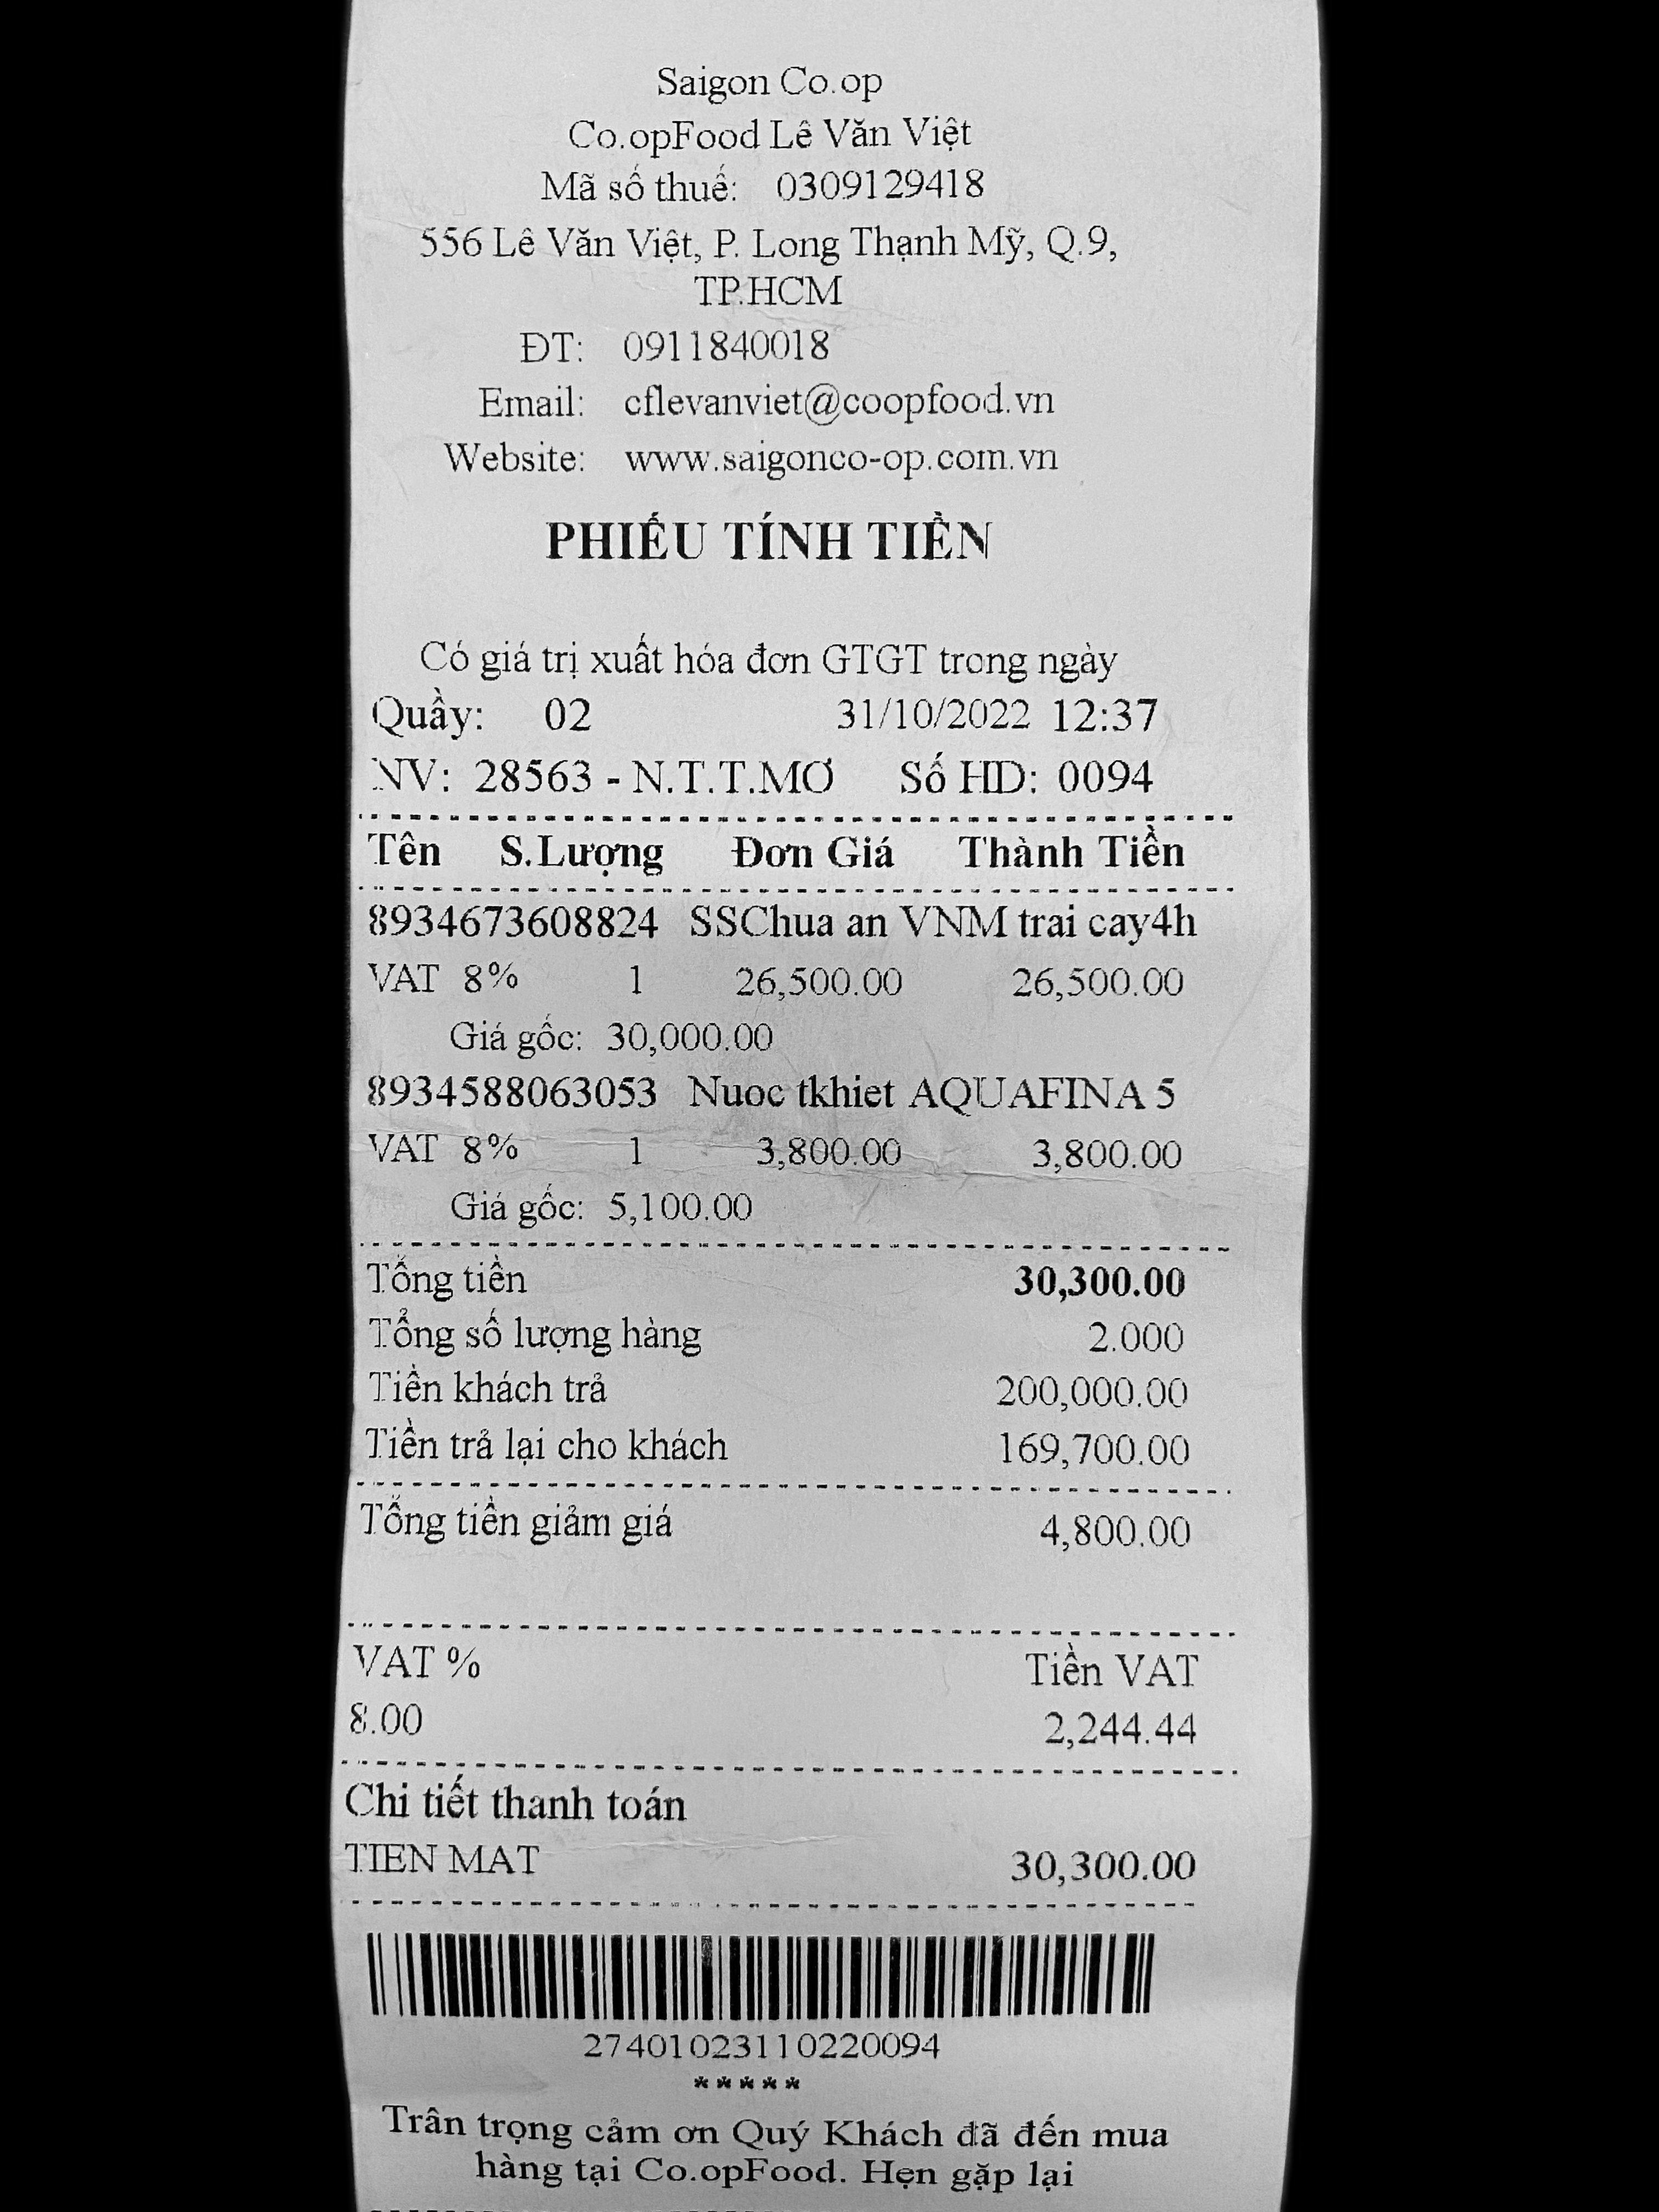 Saigon Co.op
Co.opFood Lê Văn Việt
Mã số thuế: 0309129418
556 Lê Văn Việt, P. Long Thạnh Mỹ, Q.9,
TP.HCM
ĐT: 0911840018
Email: cflevanviet@coopfood.vn
Website: www.saigonco-op.com.vn
PHIẾU TÍNH TIỀN
Có giá trị xuất hóa đơn GTGT trong ngày
Quầy: 02 31/10/2022 12:37
NV: 28563 - N.T.T.MƠ Số HD: 0094
Tên S.Lượng Đơn Giá Thành Tiền
8934673608824 SSChua an VNM trai cay4h
VAT 8% 1 26,500.00 26,500.00
Giá gốc: 30,000.00
8934588063053 Nuoc tkhiet AQUAFINA 5
VAT 8% 1 3,800.00 3,800.00
Giá gốc: 5,100.00
Tổng tiền 30,300.00
Tổng số lượng hàng 2.000
Tiền khách trả 200,000.00
Tiền trả lại cho khách 169,700.00
Tổng tiền giảm giá 4,800.00
VAT % Tiền VAT
8.00 2,244.44
Chi tiết thanh toán
TIEN MAT 30,300.00
27401023110220094
*****
Trân trọng cảm ơn Quý Khách đã đến mua
hàng tại Co.opFood. Hẹn gặp lại